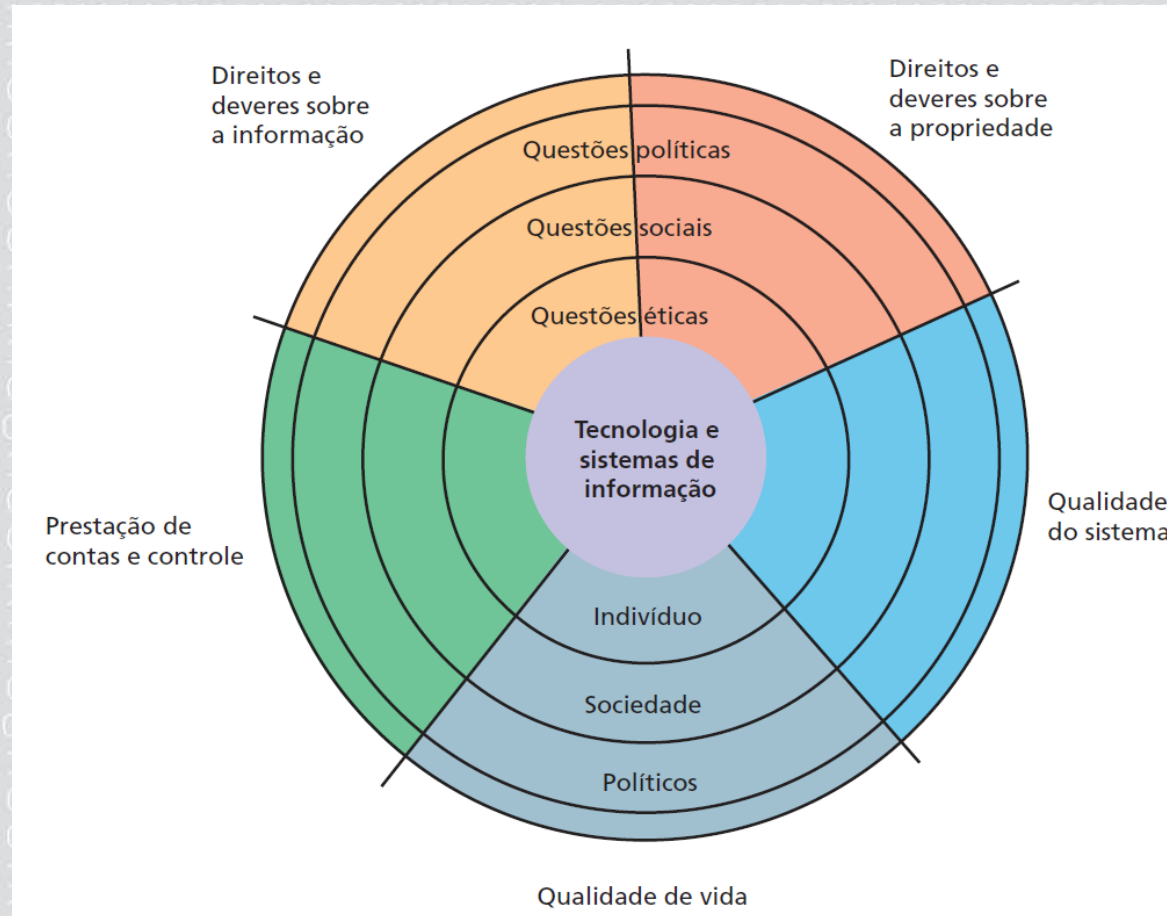 Direitos e
deveres sobre
a informação
Direitos e
deveres sobre
a propriedade
Questões políticas
Questões sociais
Questões éticas
Tecnologia e
sistemas de
informação
Qualidade
do sistema
Prestação de
contas e controle
Indivíduo
Sociedade
Políticos
Qualidade de vida